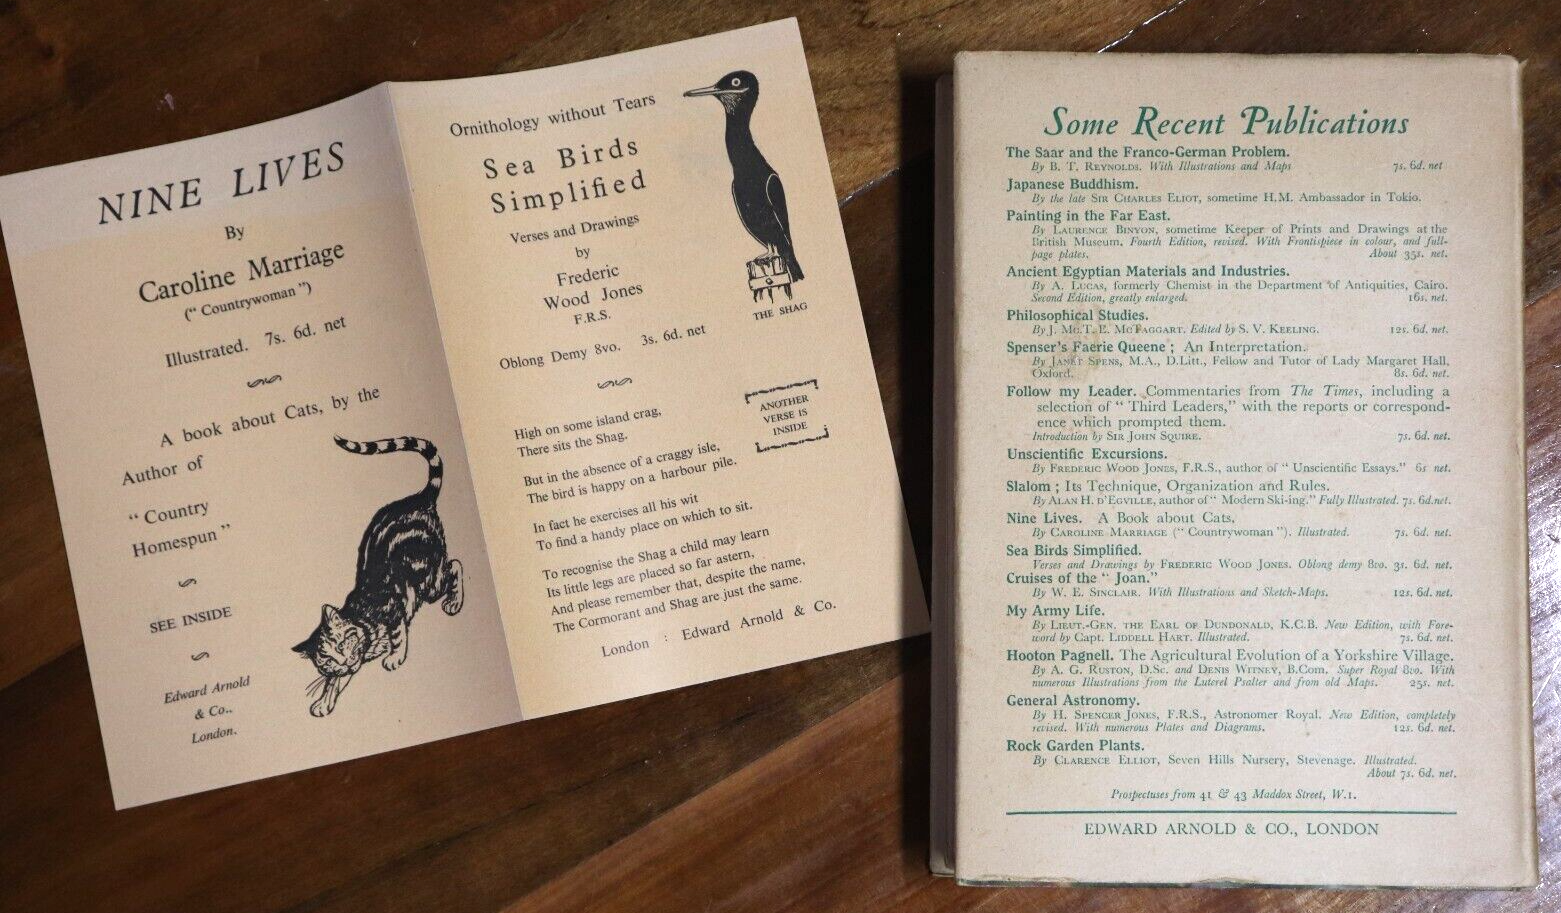 NINE LIVES
By
Caroline Marriage
(“ Countrywoman ”)
Illustrated. 7s. 6d. net
A book about Cats, by the
Author of
“ Country
Homespun ”
SEE INSIDE
Edward Arnold
& Co.,
London.
Ornithology without Tears
Sea Birds
Simplified
Verses and Drawings
by
Frederic
Wood Jones
F.R.S.
Oblong Demy 8vo. 3s. 6d. net
THE SHAG
ANOTHER
VERSE IS
INSIDE
High on some island crag,
There sits the Shag.
But in the absence of a craggy isle,
The bird is happy on a harbour pile.
In fact he exercises all his wit
To find a handy place on which to sit.
To recognise the Shag a child may learn
Its little legs are placed so far astern,
And please remember that, despite the name,
The Cormorant and Shag are just the same.
London : Edward Arnold & Co.
Some Recent Publications
The Saar and the Franco-German Problem.
By B. T. REYNOLDS. With Illustrations and Maps 7s. 6d. net
Japanese Buddhism.
By the late SIR CHARLES ELIOT, sometime H.M. Ambassador in Tokio.
Painting in the Far East.
By LAURENCE BINYON, sometime Keeper of Prints and Drawings at the
British Museum. Fourth Edition, revised. With Frontispiece in colour, and full-
page plates. About 35s. net.
Ancient Egyptian Materials and Industries.
By A. LUCAS, formerly Chemist in the Department of Antiquities, Cairo.
Second Edition, greatly enlarged. 16s. net.
Philosophical Studies.
By J. MC.T. E. MCTAGGART. Edited by S. V. KEELING. 12s. 6d. net.
Spenser's Faerie Queene ; An Interpretation.
By JANET SPENS, M.A., D.Litt., Fellow and Tutor of Lady Margaret Hall,
Oxford. 8s. 6d. net.
Follow my Leader. Commentaries from The Times, including a
selection of “ Third Leaders,” with the reports or correspond-
ence which prompted them.
Introduction by SIR JOHN SQUIRE. 7s. 6d. net.
Unscientific Excursions.
By FREDERIC WOOD JONES, F.R.S., author of “ Unscientific Essays.” 6s net.
Slalom ; Its Technique, Organization and Rules.
By ALAN H. D'EGVILLE, author of “ Modern Ski-ing.” Fully Illustrated. 7s. 6d. net.
Nine Lives. A Book about Cats,
By CAROLINE MARRIAGE (“ Countrywoman ”). Illustrated. 7s. 6d. net.
Sea Birds Simplified.
Verses and Drawings by FREDERIC WOOD JONES. Oblong demy 8vo. 3s. 6d. net.
Cruises of the “ Joan.”
By W. E. SINCLAIR. With Illustrations and Sketch-Maps. 12s. 6d. net.
My Army Life.
By LIEUT.-GEN. THE EARL OF DUNDONALD, K.C.B. New Edition, with Fore-
word by Capt. LIDDELL HART. Illustrated. 7s. 6d. net.
Hooton Pagnell. The Agricultural Evolution of a Yorkshire Village.
By A. G. RUSTON, D.Sc. and DENIS WITNEY, B.Com. Super Royal 8vo. With
numerous Illustrations from the Luterel Psalter and from old Maps. 25s. net.
General Astronomy.
By H. SPENCER JONES, F.R.S., Astronomer Royal. New Edition, completely
revised. With numerous Plates and Diagrams. 12s. 6d. net.
Rock Garden Plants.
By CLARENCE ELLIOT, Seven Hills Nursery, Stevenage. Illustrated.
About 7s. 6d. net.
Prospectuses from 41 & 43 Maddox Street, W.1.
EDWARD ARNOLD & CO., LONDON